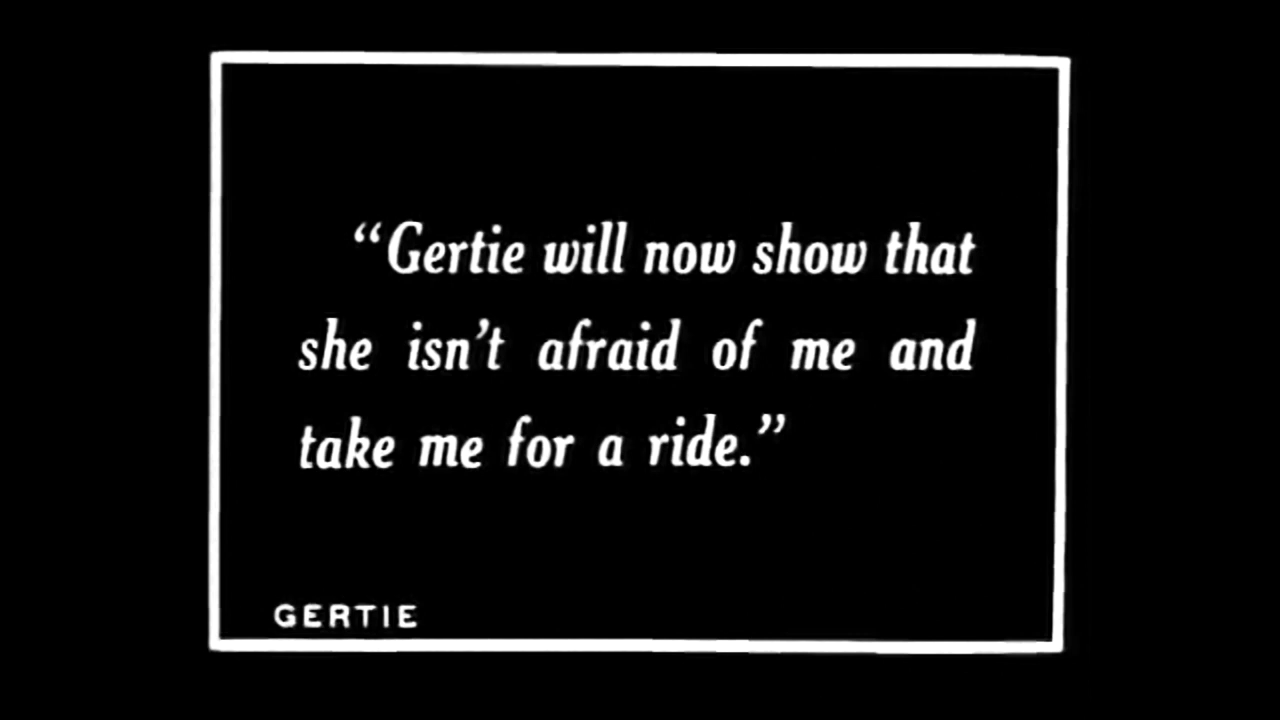 “Gertie will now show that
she isn’t afraid of me and
take me for a ride.”
GERTIE